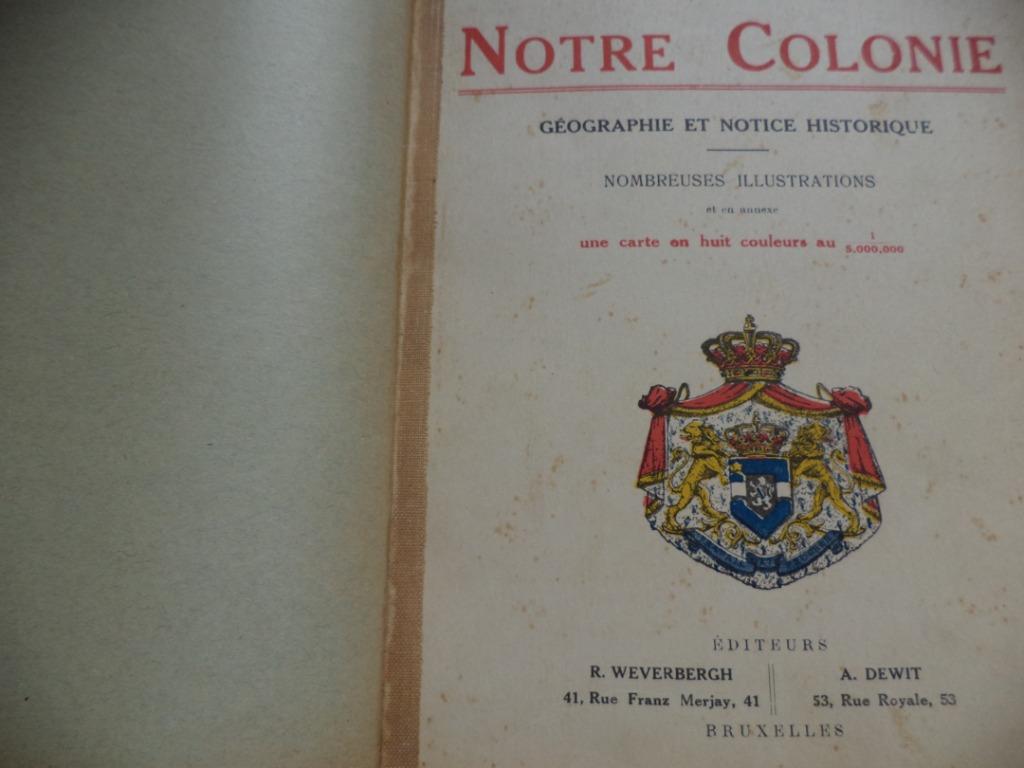 NOTRE COLONIE
GÉOGRAPHIE ET NOTICE HISTORIQUE
NOMBREUSES ILLUSTRATIONS
et en annexe
une carte en huit couleurs au 1/5.000,000
ÉDITEURS
R. WEVERBERGH
41, Rue Franz Merjay, 41
A. DEWIT
53, Rue Royale, 53
BRUXELLES